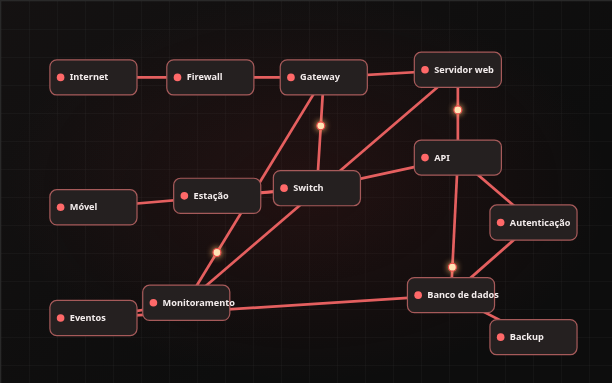 Internet
Firewall
Gateway
Servidor web
API
Estação
Switch
Móvel
Autenticação
Monitoramento
Banco de dados
Eventos
Backup